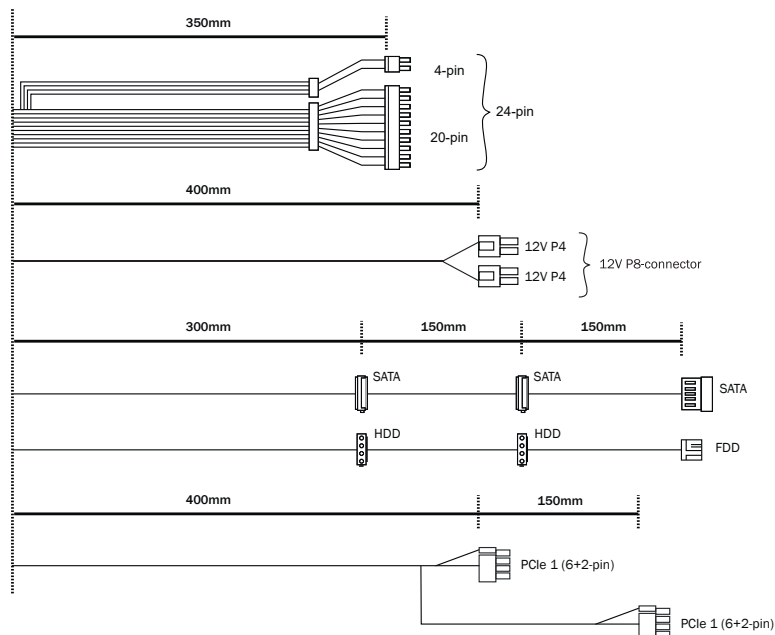 350mm
4-pin
24-pin
20-pin
400mm
12V P4
12V P8-connector
12V P4
300mm 150mm 150mm
SATA SATA SATA
HDD HDD FDD
400mm 150mm
PCIe 1 (6+2-pin)
PCIe 1 (6+2-pin)